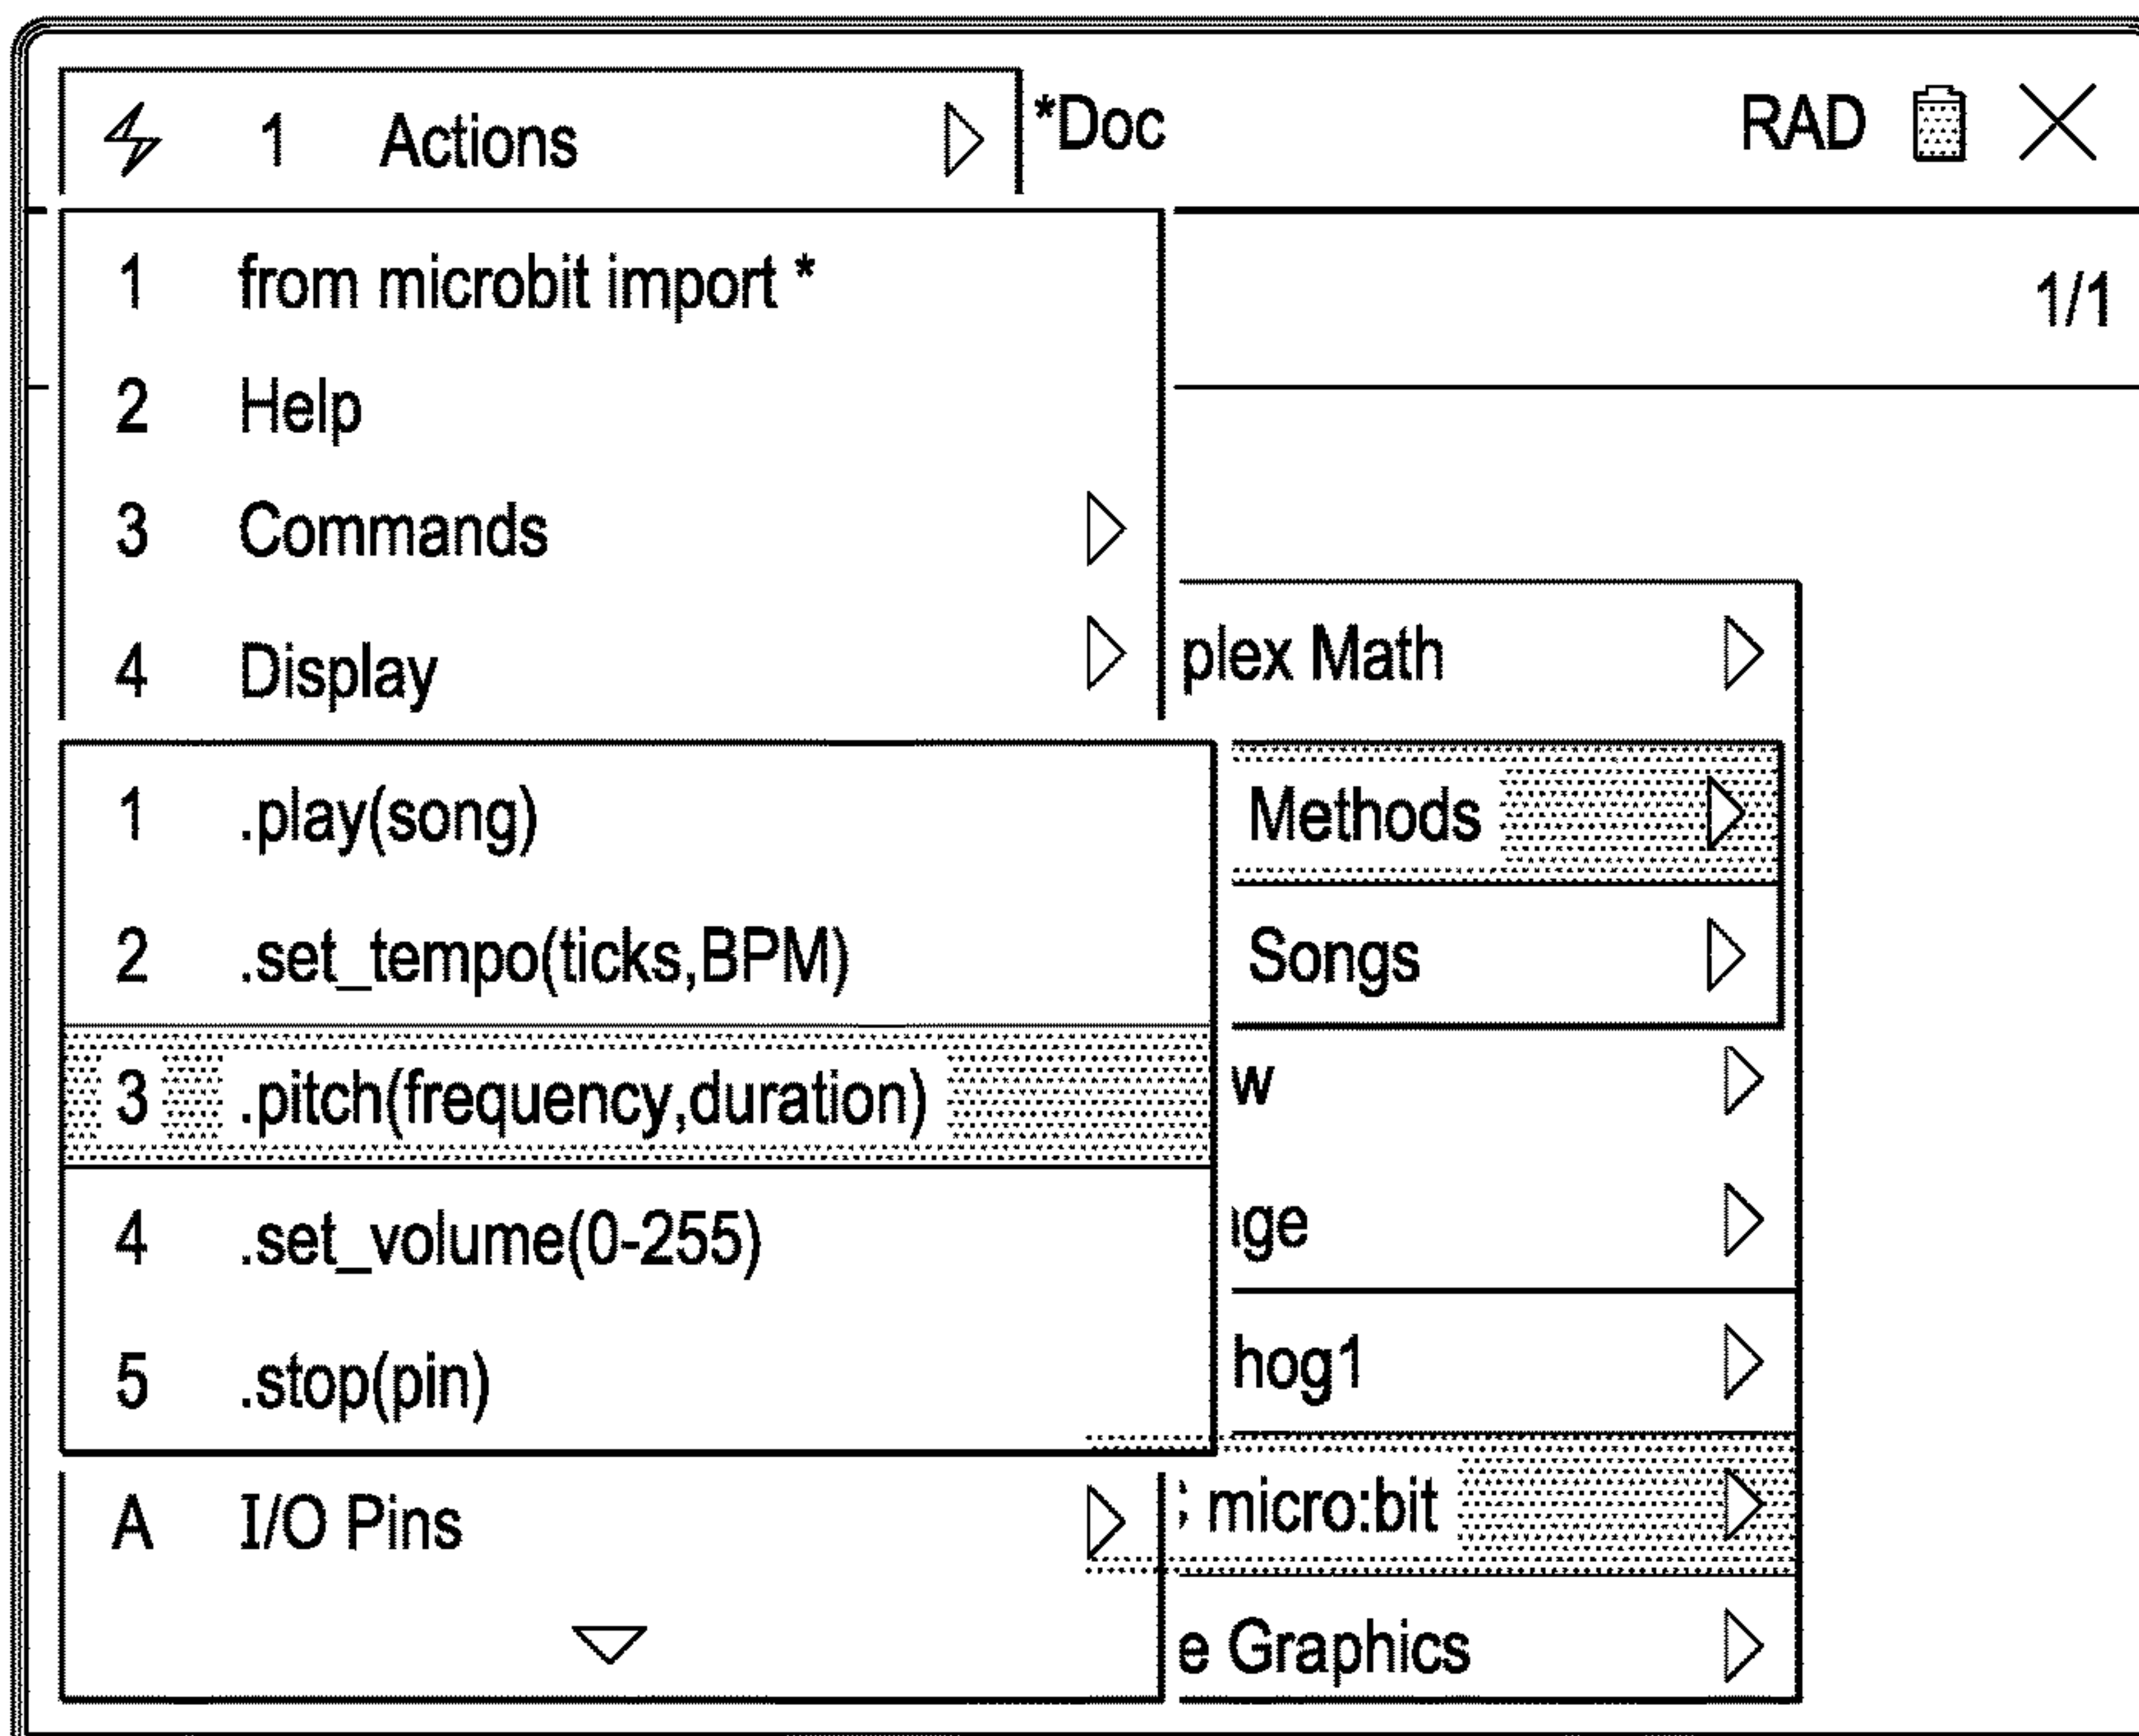 1 Actions *Doc RAD
1 from microbit import * 1/1
2 Help
3 Commands
4 Display plex Math
1 .play(song) Methods
2 .set_tempo(ticks,BPM) Songs
3 .pitch(frequency,duration) w
4 .set_volume(0-255) ge
5 .stop(pin) hog1
A I/O Pins micro:bit
e Graphics